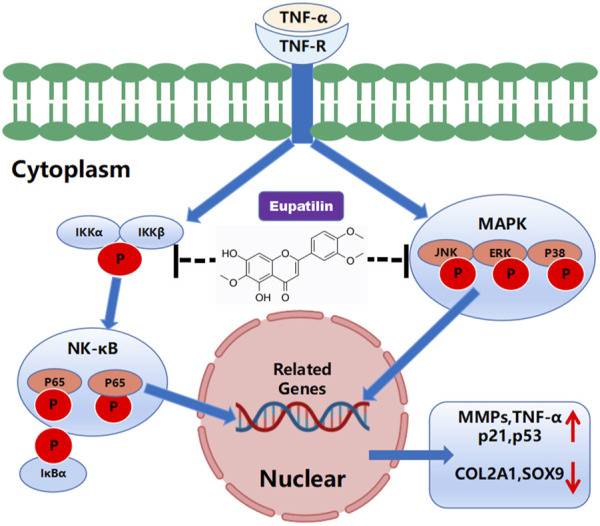 TNF-α
TNF-R
Cytoplasm
Eupatilin
IKKα
IKKβ
P
MAPK
JNK
ERK
P38
P
P
P
HO
O
O
O
O
OH
O
NK-κB
P65
P65
P
P
P
IκBα
Related
Genes
Nuclear
MMPs,TNF-α
p21,p53
COL2A1,SOX9